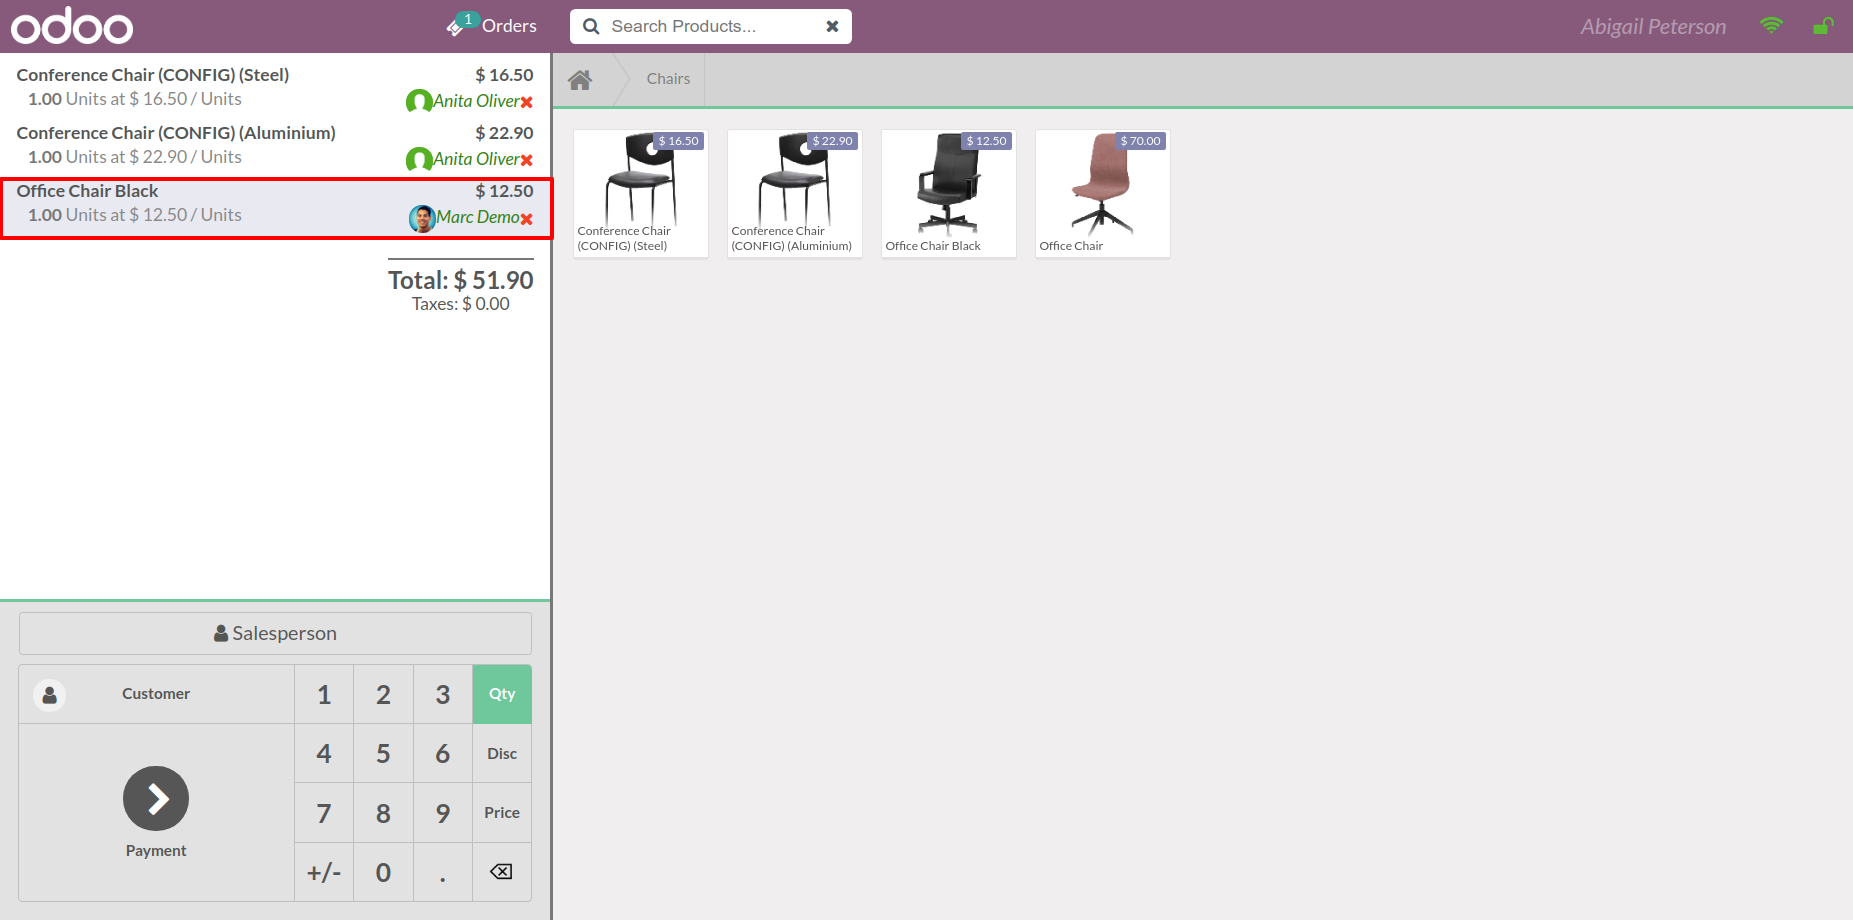 odoo
1
Orders
Search Products...
Abigail Peterson
Conference Chair (CONFIG) (Steel) $ 16.50
1.00 Units at $ 16.50 / Units Anita Oliver
Conference Chair (CONFIG) (Aluminium) $ 22.90
1.00 Units at $ 22.90 / Units Anita Oliver
Office Chair Black $ 12.50
1.00 Units at $ 12.50 / Units Marc Demo
Total: $ 51.90
Taxes: $ 0.00
Salesperson
Customer
Payment
1 2 3 Qty
4 5 6 Disc
7 8 9 Price
+/- 0 .
Chairs
$ 16.50
Conference Chair
(CONFIG) (Steel)
$ 22.90
Conference Chair
(CONFIG) (Aluminium)
$ 12.50
Office Chair Black
$ 70.00
Office Chair